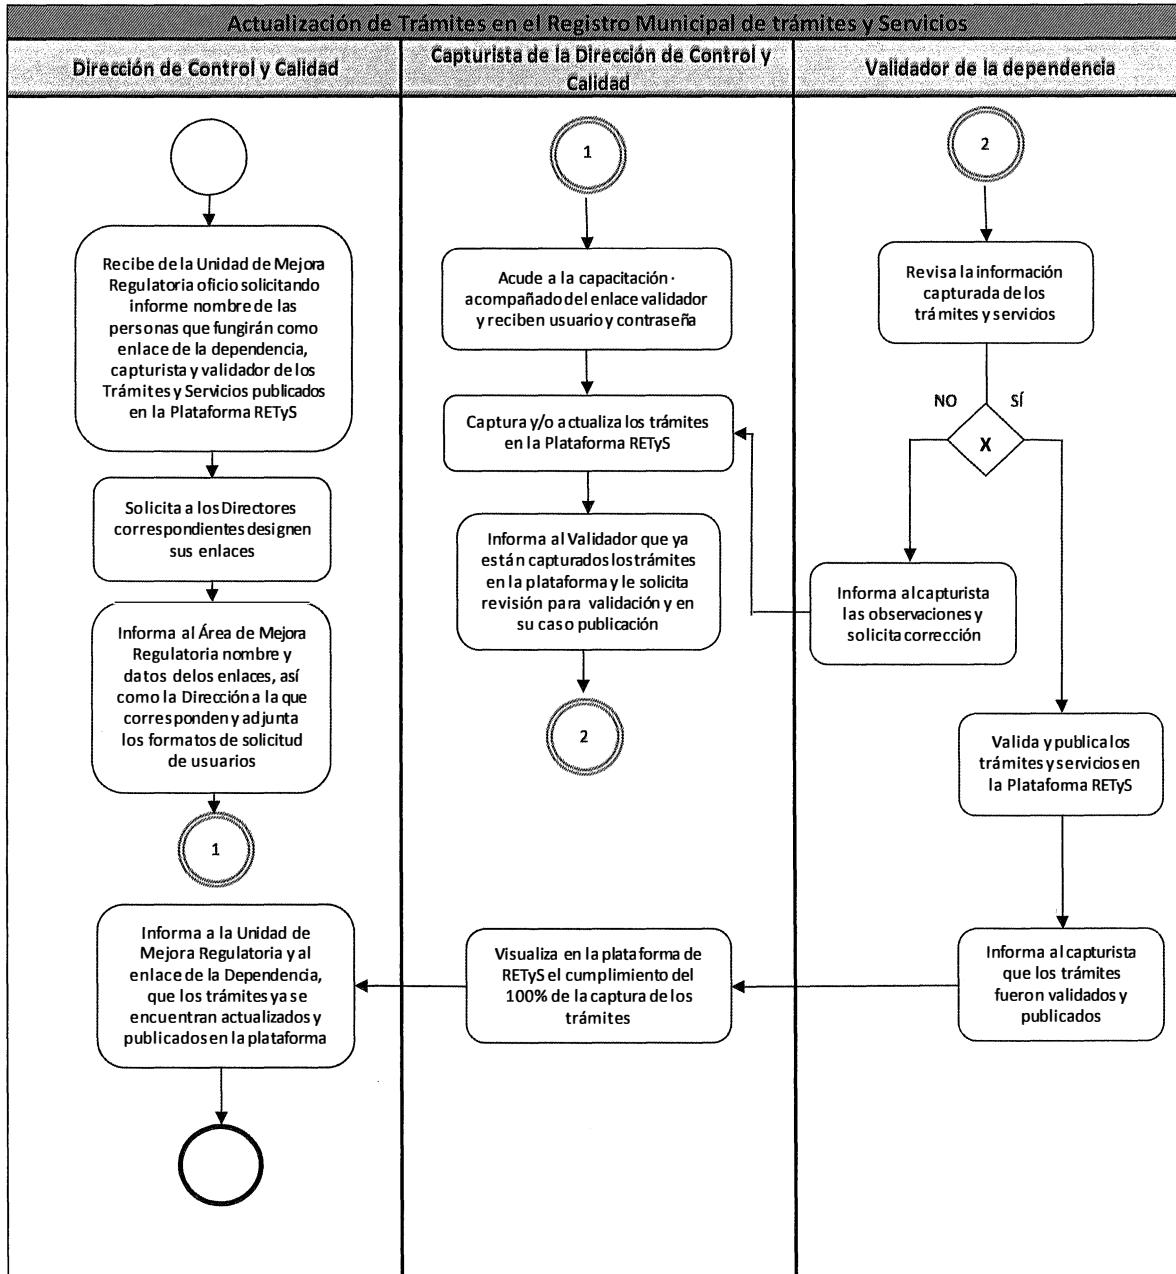 Actualización de Trámites en el Registro Municipal de trámites y Servicios
Dirección de Control y Calidad
Capturista de la Dirección de Control y
Calidad
Validador de la dependencia
Recibe de la Unidad de Mejora
Regulatoria oficio solicitando
informe nombre de las
personas que fungirán como
enlace de la dependencia,
capturista y validador de los
Trámites y Servicios publicados
en la Plataforma RETyS
Solicita a los Directores
correspondientes designen
sus enlaces
Informa al Área de Mejora
Regulatoria nombre y
datos delos enlaces, así
como la Dirección a la que
corresponden y adjunta
los formatos de solicitud
de usuarios
1
1
Acude a la capacitación
acompañado del enlace validador
y reciben usuario y contraseña
Captura y/o actualiza los trámites
en la Plataforma RETyS
Informa al Validador que ya
están capturados los trámites
en la plataforma y le solicita
revisión para validación y en
su caso publicación
2
2
Revisa la información
capturada de los
trámites y servicios
NO
SÍ
X
Informa al capturista
las observaciones y
solicita corrección
Valida y publica los
trámites y servicios en
la Plataforma RETyS
Informa al capturista
que los trámites
fueron validados y
publicados
Visualiza en la plataforma de
RETyS el cumplimiento del
100% de la captura de los
trámites
Informa a la Unidad de
Mejora Regulatoria y al
enlace de la Dependencia,
que los trámites ya se
encuentran actualizados y
publicados en la plataforma